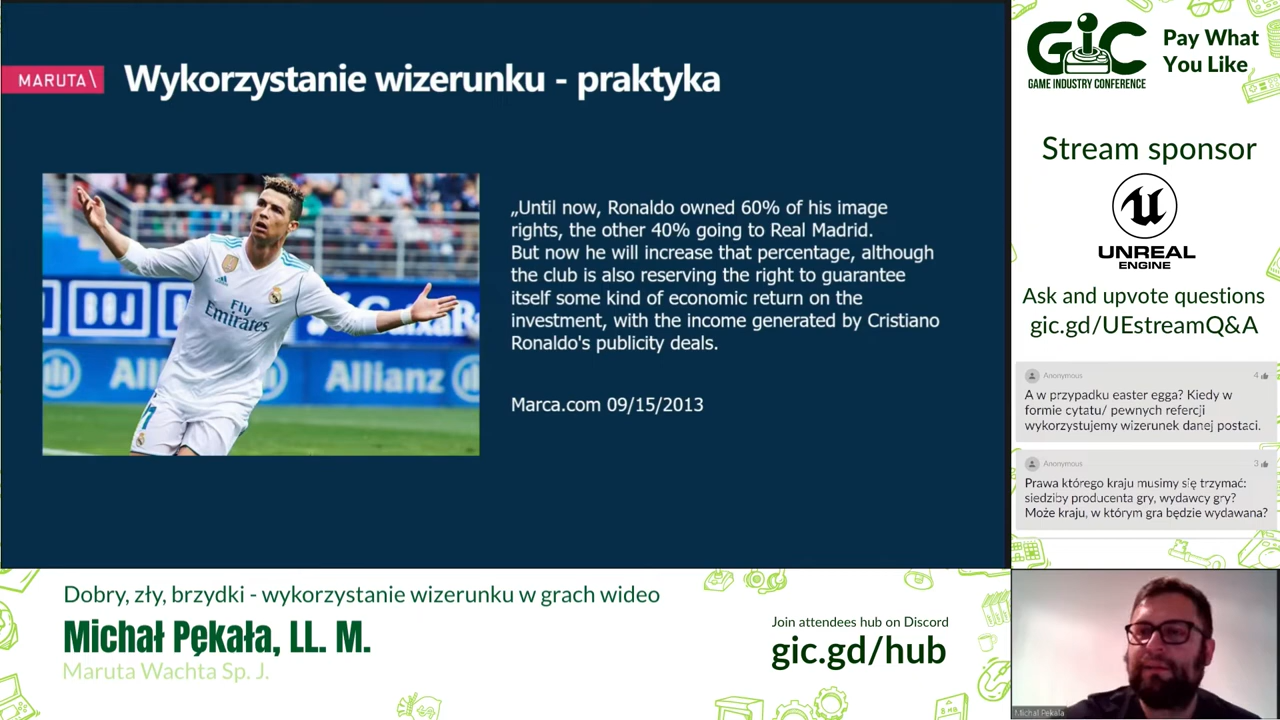 MARUTA\
Wykorzystanie wizerunku - praktyka
Fly
Emirates
Allianz
„Until now, Ronaldo owned 60% of his image
rights, the other 40% going to Real Madrid.
But now he will increase that percentage, although
the club is also reserving the right to guarantee
itself some kind of economic return on the
investment, with the income generated by Cristiano
Ronaldo's publicity deals.
Marca.com 09/15/2013
GIC
GAME INDUSTRY CONFERENCE
Pay What
You Like
Stream sponsor
UNREAL
ENGINE
Ask and upvote questions
gic.gd/UEstreamQ&A
Anonymous 4
A w przypadku easter egga? Kiedy w
formie cytatu/ pewnych refercji
wykorzystujemy wizerunek danej postaci.
Anonymous 3
Prawa którego kraju musimy się trzymać:
siedziby producenta gry, wydawcy gry?
Może kraju, w którym gra będzie wydawana?
Dobry, zły, brzydki - wykorzystanie wizerunku w grach wideo
Michał Pękała, LL. M.
Maruta Wachta Sp. J.
Join attendees hub on Discord
gic.gd/hub
Michał Pękała